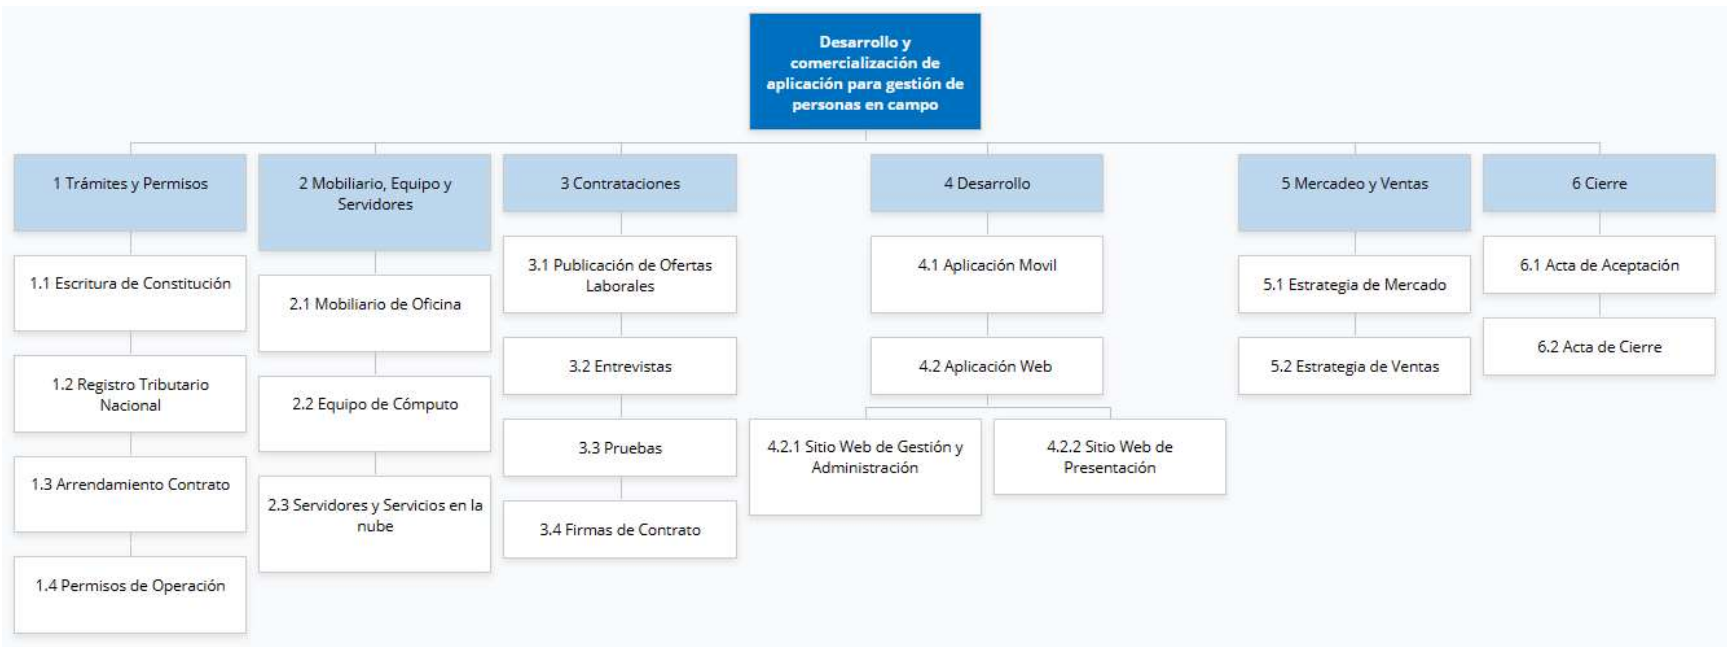 Desarrollo y
comercialización de
aplicación para gestión de
personas en campo
1 Trámites y Permisos
1.1 Escritura de Constitución
1.2 Registro Tributario
Nacional
1.3 Arrendamiento Contrato
1.4 Permisos de Operación
2 Mobiliario, Equipo y
Servidores
2.1 Mobiliario de Oficina
2.2 Equipo de Cómputo
2.3 Servidores y Servicios en la
nube
3 Contrataciones
3.1 Publicación de Ofertas
Laborales
3.2 Entrevistas
3.3 Pruebas
3.4 Firmas de Contrato
4 Desarrollo
4.1 Aplicación Movil
4.2 Aplicación Web
4.2.1 Sitio Web de Gestión y
Administración
4.2.2 Sitio Web de
Presentación
5 Mercadeo y Ventas
5.1 Estrategia de Mercado
5.2 Estrategia de Ventas
6 Cierre
6.1 Acta de Aceptación
6.2 Acta de Cierre